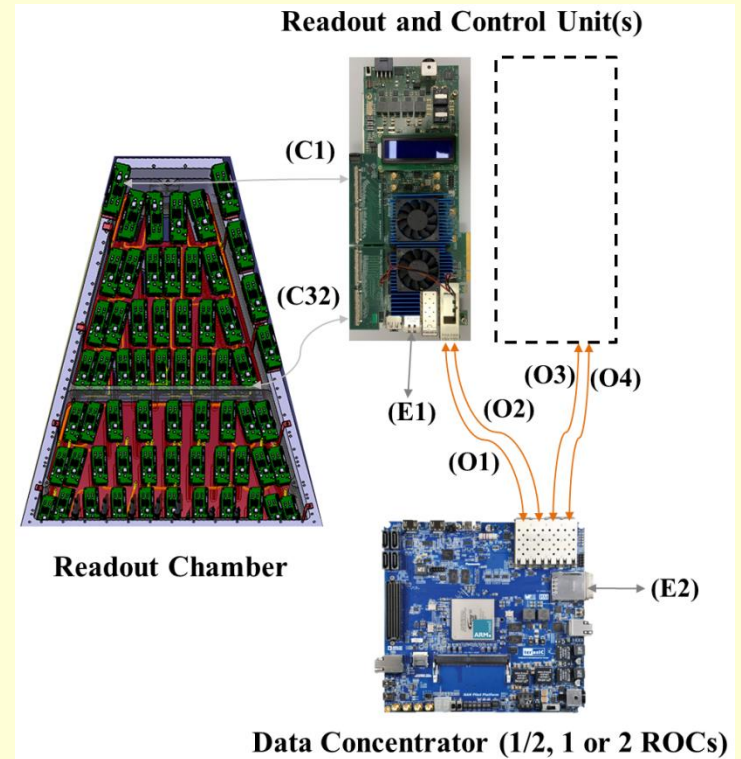 Readout and Control Unit(s)
(C1)
(C32)
(O3)
(O4)
(E1)
(O2)
(O1)
Readout Chamber
(E2)
ARM
Data Concentrator (1/2, 1 or 2 ROCs)